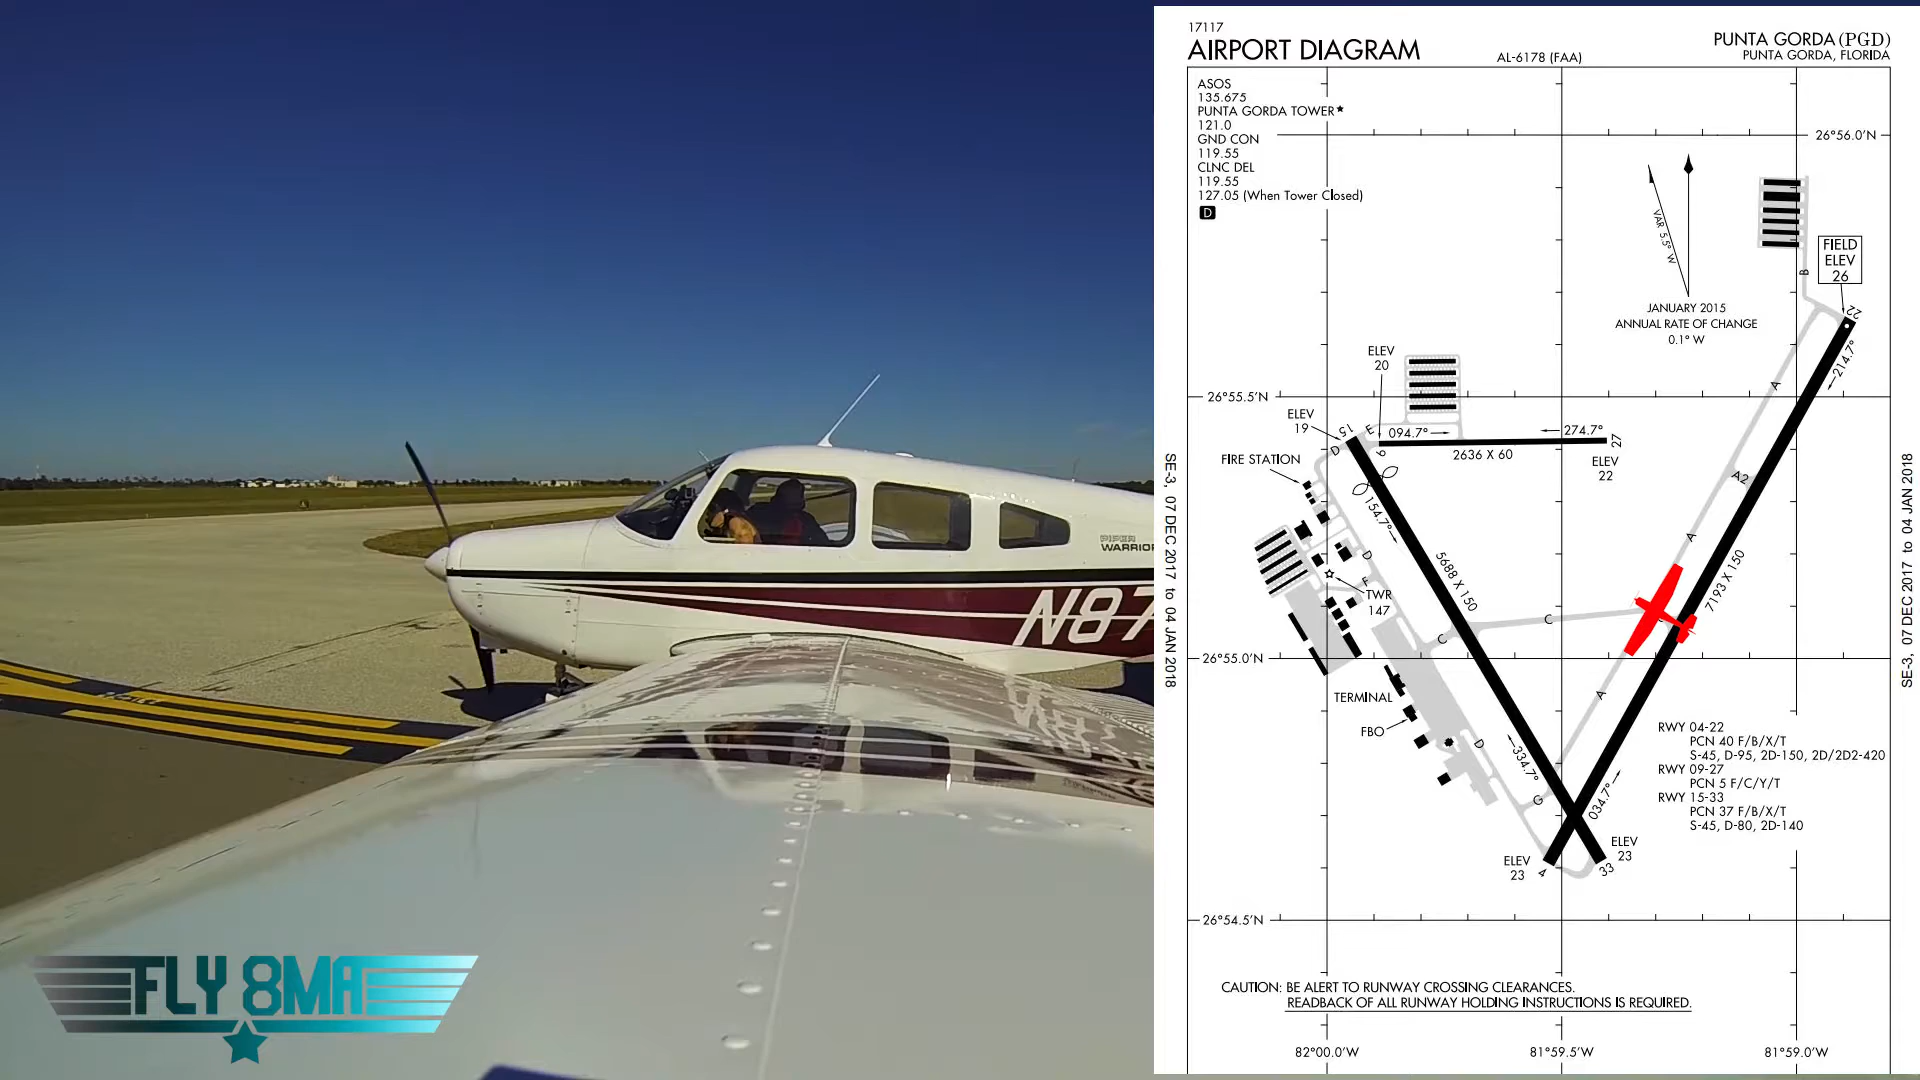 PIPER
WARRIOR
N87
FLY 8MA
17117
AIRPORT DIAGRAM
AL-6178 (FAA)
PUNTA GORDA (PGD)
PUNTA GORDA, FLORIDA
ASOS
135.675
PUNTA GORDA TOWER★
121.0
GND CON
119.55
CLNC DEL
119.55
127.05 (When Tower Closed)
D
26°56.0'N
VAR 5.5° W
JANUARY 2015
ANNUAL RATE OF CHANGE
0.1° W
FIELD
ELEV
26
B
22
214.7°
A
ELEV
20
26°55.5'N
ELEV
19
15
E
D
9
094.7°
274.7°
27
2636 X 60
ELEV
22
FIRE STATION
A2
154.7°
A
5688 X 150
7193 X 150
D
F
TWR
147
C
C
26°55.0'N
TERMINAL
FBO
A
D
334.7°
G
034.7°
RWY 04-22
PCN 40 F/B/X/T
S-45, D-95, 2D-150, 2D/2D2-420
RWY 09-27
PCN 5 F/C/Y/T
RWY 15-33
PCN 37 F/B/X/T
S-45, D-80, 2D-140
ELEV
23
4
33
ELEV
23
26°54.5'N
CAUTION: BE ALERT TO RUNWAY CROSSING CLEARANCES.
READBACK OF ALL RUNWAY HOLDING INSTRUCTIONS IS REQUIRED.
82°00.0'W
81°59.5'W
81°59.0'W
SE-3, 07 DEC 2017 to 04 JAN 2018
SE-3, 07 DEC 2017 to 04 JAN 2018